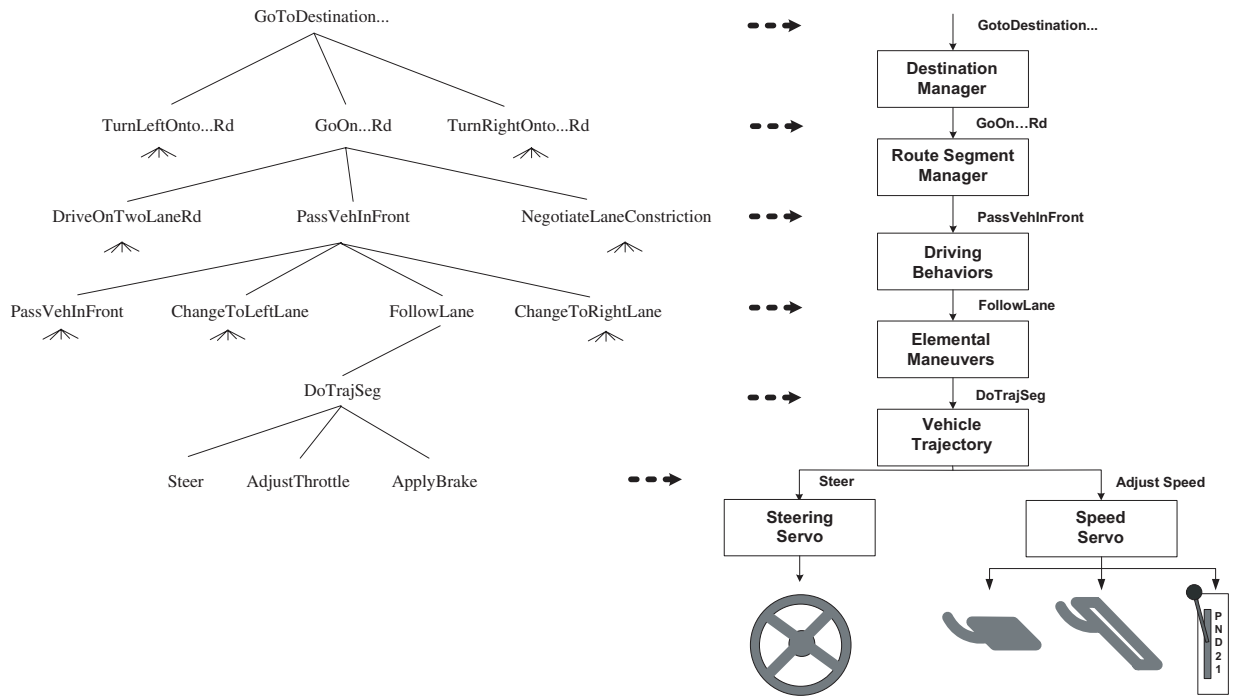 GoToDestination...
GotoDestination...
Destination
Manager
TurnLeftOnto...Rd
GoOn...Rd
TurnRightOnto...Rd
GoOn...Rd
Route Segment
Manager
DriveOnTwoLaneRd
PassVehInFront
NegotiateLaneConstriction
PassVehInFront
Driving
Behaviors
PassVehInFront
ChangeToLeftLane
FollowLane
ChangeToRightLane
FollowLane
Elemental
Maneuvers
DoTrajSeg
DoTrajSeg
Vehicle
Trajectory
Steer
AdjustThrottle
ApplyBrake
Steer
Adjust Speed
Steering
Servo
Speed
Servo
P
N
D
2
1